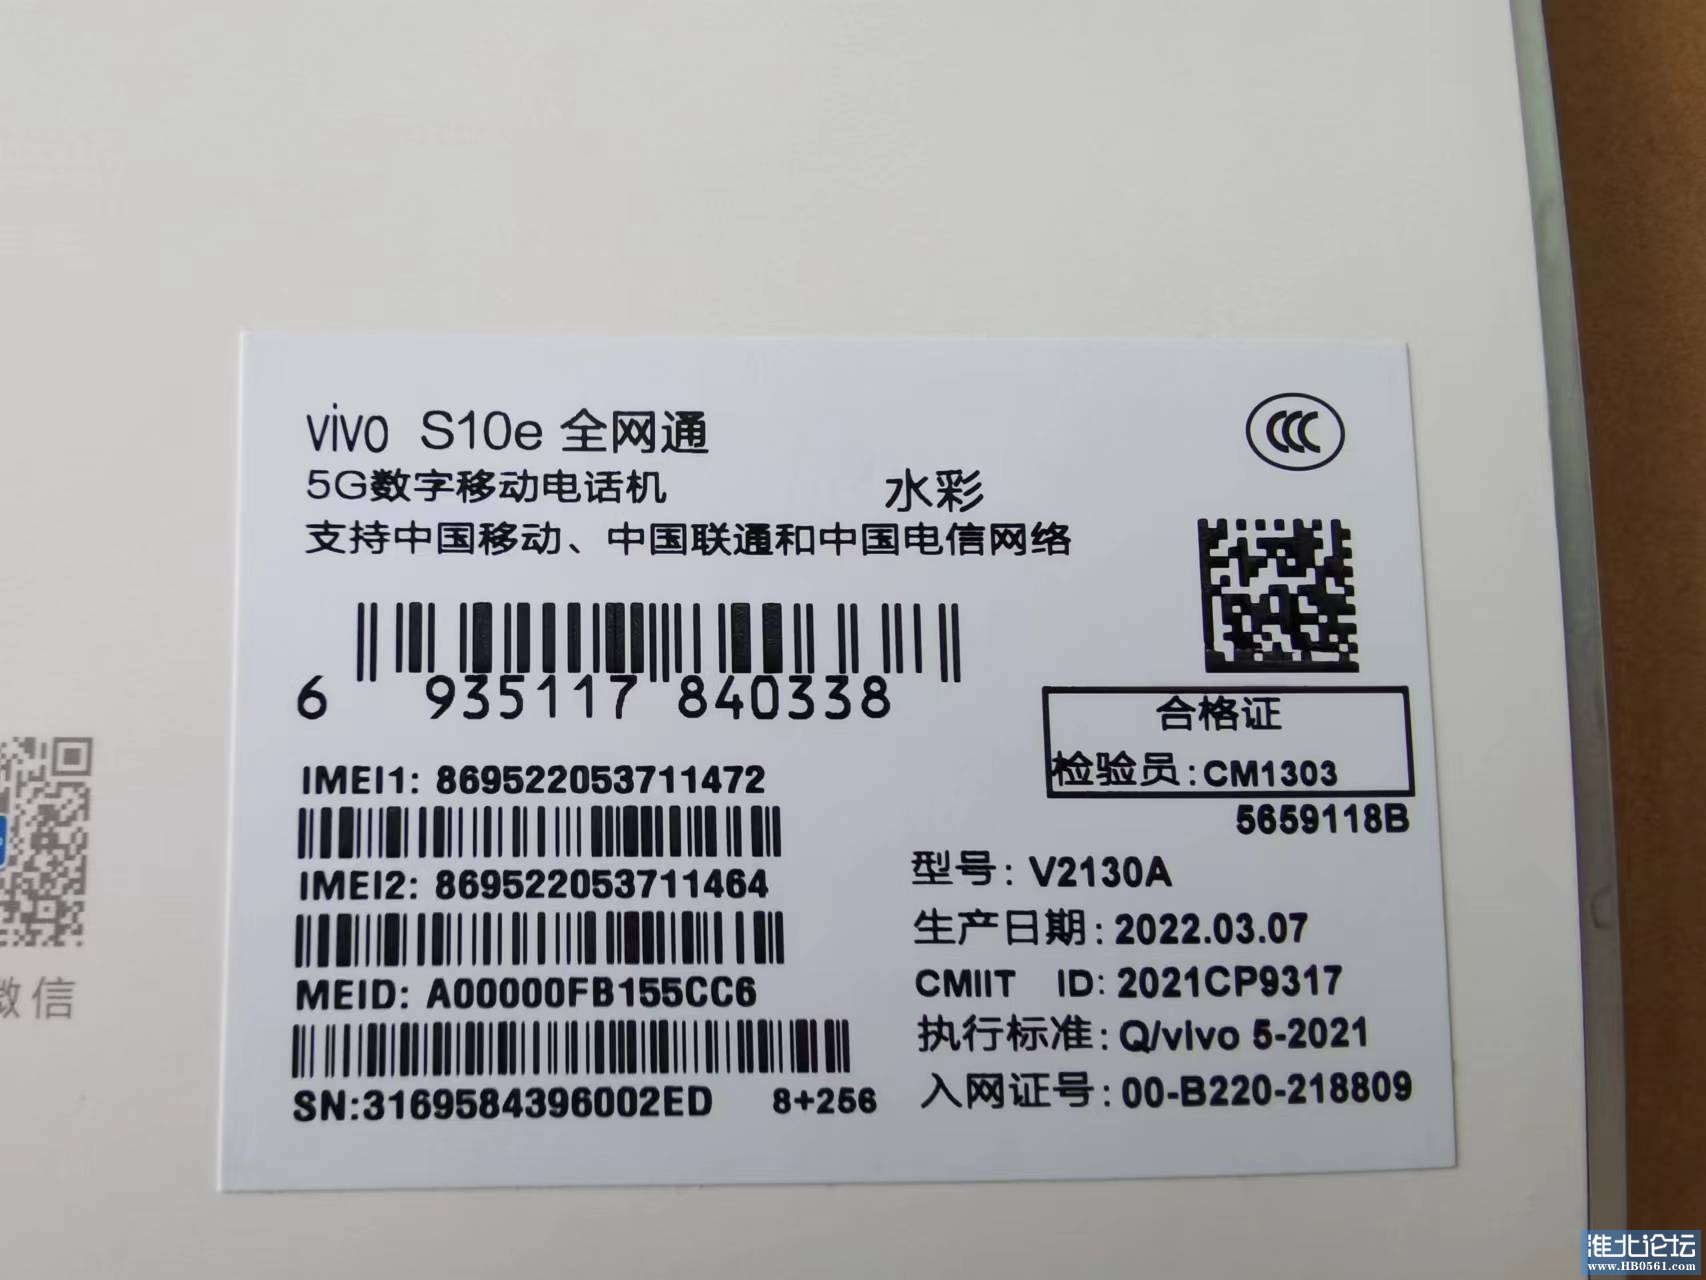 vivo S10e 全网通
5G数字移动电话机
水彩
支持中国移动、中国联通和中国电信网络
6 935117 840338
合格证
检验员:CM1303
5659118B
IMEI1: 869522053711472
IMEI2: 869522053711464
MEID: A00000FB155CC6
SN:3169584396002ED 8+256
型号: V2130A
生产日期: 2022.03.07
CMIIT ID: 2021CP9317
执行标准: Q/vivo 5-2021
入网证号: 00-B220-218809
微信
淮北论坛
www.HB0561.com